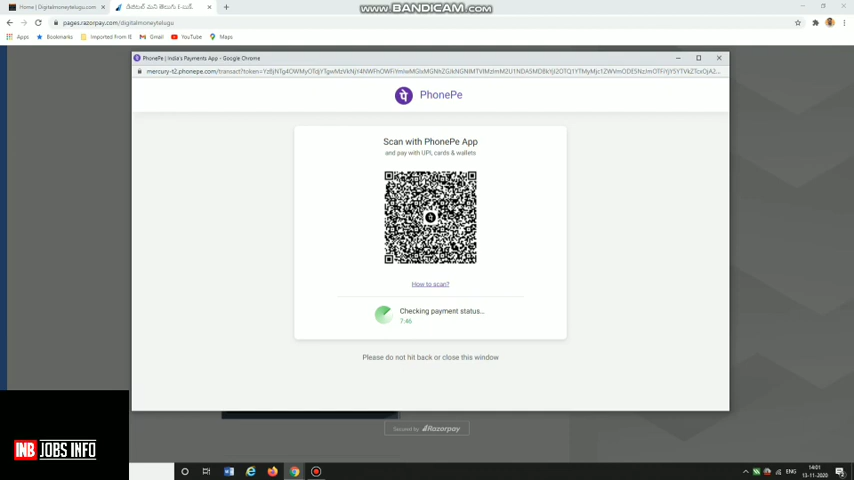 Home | Digitalmoneytelugu.com
డిజిటల్ మనీ తెలుగు E-బుక్
www.BANDICAM.com
pages.razorpay.com/digitalmoneytelugu
Apps
Bookmarks
Imported From IE
Gmail
YouTube
Maps
PhonePe | India's Payments App - Google Chrome
PhonePe
Scan with PhonePe App
and pay with UPI, cards & wallets
How to scan?
Checking payment status...
7:46
Please do not hit back or close this window
Secured by Razorpay
INB JOBS INFO
ENG
14:01
13-11-2020